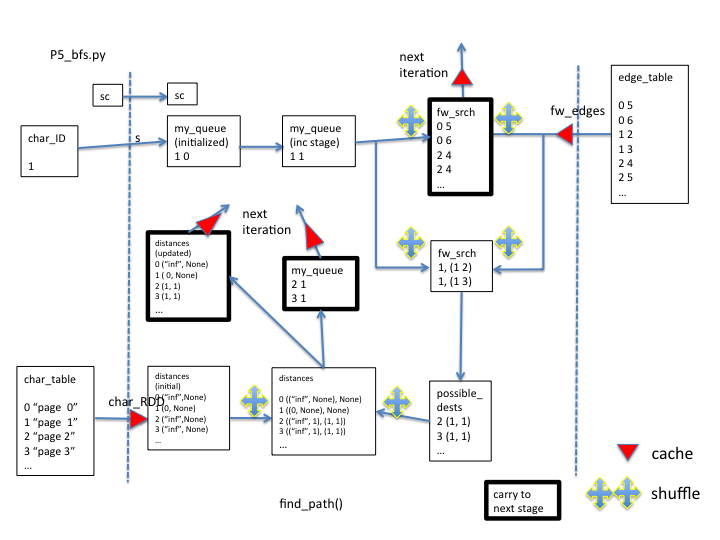 P5_bfs.py
sc
sc
char_ID
1
s
my_queue
(initialized)
1 0
my_queue
(inc stage)
1 1
next
iteration
fw_srch
0 5
0 6
2 4
2 4
...
fw_edges
edge_table
0 5
0 6
1 2
1 3
2 4
2 5
...
distances
(updated)
0 (“inf”, None)
1 ( 0, None)
2 (1, 1)
3 (1, 1)
...
next
iteration
my_queue
2 1
3 1
fw_srch
1, (1 2)
1, (1 3)
char_table
0 “page  0”
1 “page  1”
2 “page 2”
3 “page 3”
...
char_RDD
distances
(initial)
0 (“inf”,None)
1 (0, None)
2 (“inf”,None)
3 (“inf”, None)
...
distances
0 ((“inf”, None), None)
1 ((0, None), None)
2 ((“inf”, 1), (1, 1))
3 ((“inf”, 1), (1, 1))
...
possible_
dests
2 (1, 1)
3 (1, 1)
...
find_path()
carry to
next stage
cache
shuffle